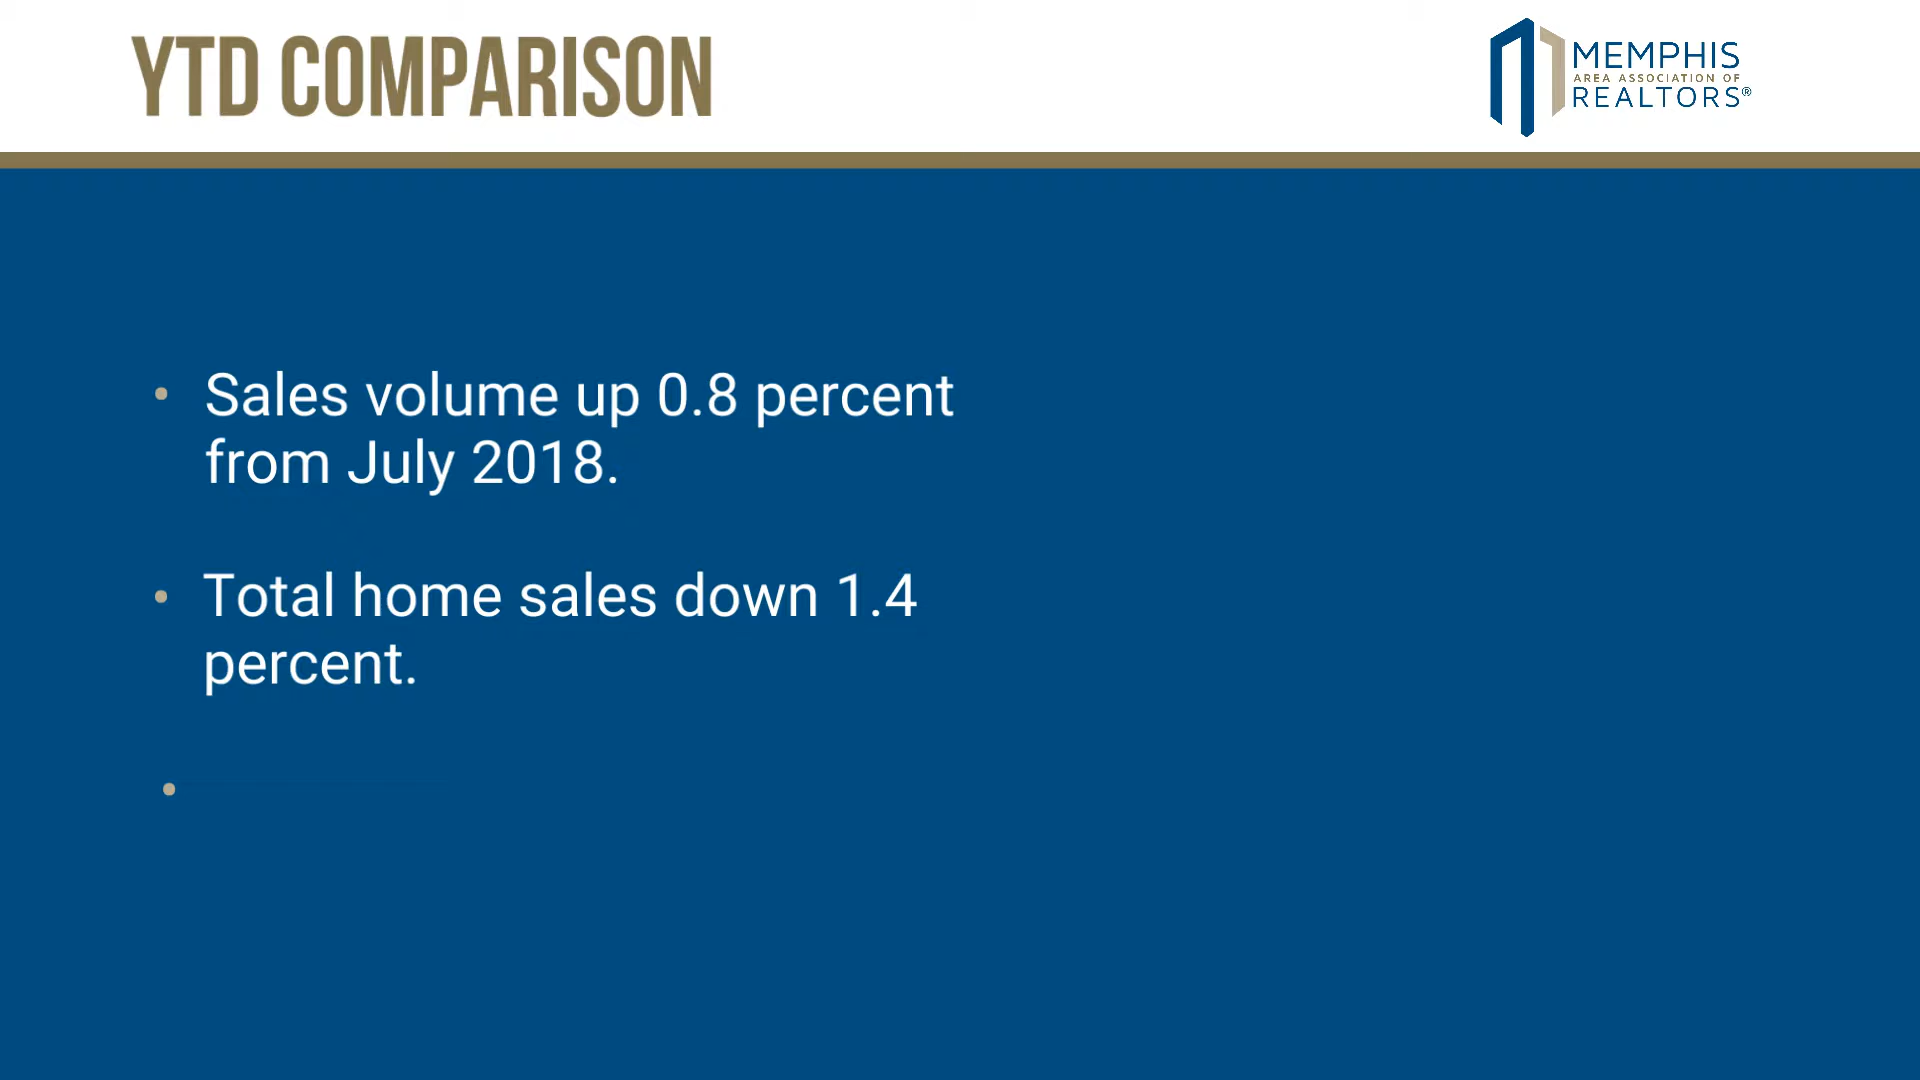 YTD COMPARISON
MEMPHIS
AREA ASSOCIATION OF
REALTORS®
• Sales volume up 0.8 percent
from July 2018.
• Total home sales down 1.4
percent.
•